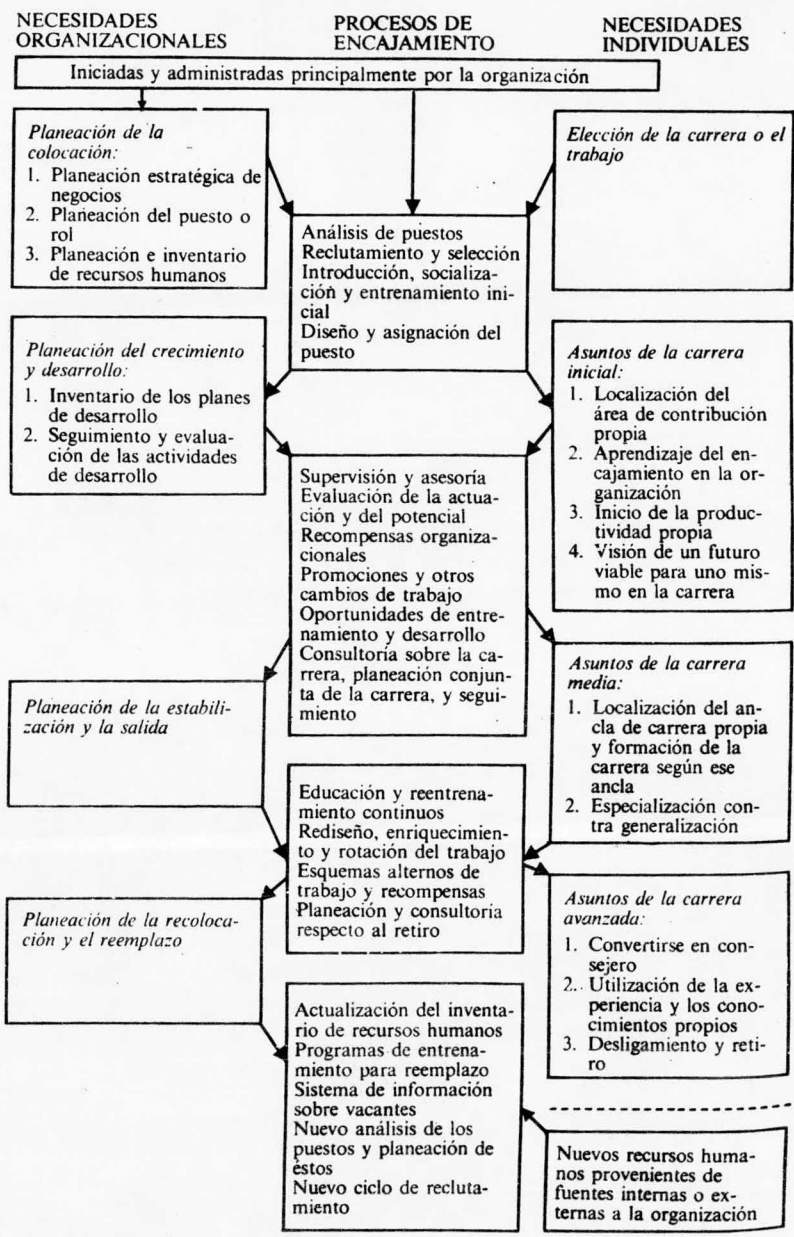 NECESIDADES
ORGANIZACIONALES
PROCESOS DE
ENCAJAMIENTO
NECESIDADES
INDIVIDUALES
Iniciadas y administradas principalmente por la organización
Planeación de la
colocación:
1. Planeación estratégica de
negocios
2. Planeación del puesto o
rol
3. Planeación e inventario
de recursos humanos
Análisis de puestos
Reclutamiento y selección
Introducción, socializa-
ción y entrenamiento ini-
cial
Diseño y asignación del
puesto
Elección de la carrera o el
trabajo
Planeación del crecimiento
y desarrollo:
1. Inventario de los planes
de desarrollo
2. Seguimiento y evalua-
ción de las actividades
de desarrollo
Supervisión y asesoría
Evaluación de la actua-
ción y del potencial
Recompensas organiza-
cionales
Promociones y otros
cambios de trabajo
Oportunidades de entre-
namiento y desarrollo
Consultoría sobre la ca-
rrera, planeación conjun-
ta de la carrera, y segui-
miento
Asuntos de la carrera
inicial:
1. Localización del
área de contribución
propia
2. Aprendizaje del en-
cajamiento en la or-
ganización
3. Inicio de la produc-
tividad propia
4. Visión de un futuro
viable para uno mis-
mo en la carrera
Planeación de la estabili-
zación y la salida
Educación y reentrena-
miento continuos
Rediseño, enriquecimien-
to y rotación del trabajo
Esquemas alternos de
trabajo y recompensas
Planeación y consultoría
respecto al retiro
Asuntos de la carrera
media:
1. Localización del an-
cla de carrera propia
y formación de la
carrera según ese
ancla
2. Especialización con-
tra generalización
Planeación de la recoloca-
ción y el reemplazo
Actualización del inventa-
rio de recursos humanos
Programas de entrena-
miento para reemplazo
Sistema de información
sobre vacantes
Nuevo análisis de los
puestos y planeación de
éstos
Nuevo ciclo de recluta-
miento
Asuntos de la carrera
avanzada:
1. Convertirse en con-
sejero
2. Utilización de la ex-
periencia y los cono-
cimientos propios
3. Desligamiento y reti-
ro
Nuevos recursos huma-
nos provenientes de
fuentes internas o ex-
ternas a la organización